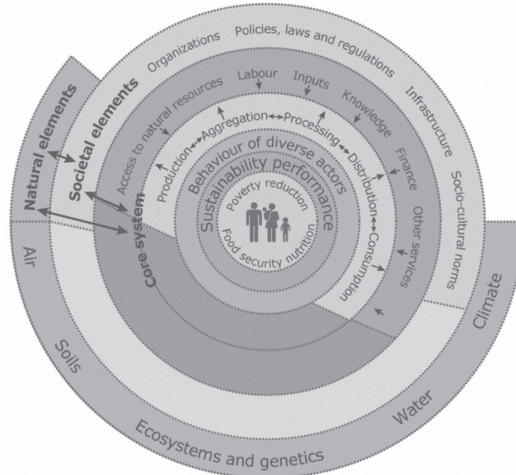 Organizations
Policies, laws and regulations
Infrastructure
Socio-cultural norms
Societal elements
Natural elements
Access to natural resources
Labour
Inputs
Knowledge
Finance
Other services
Core system
Production
Aggregation
Processing
Distribution
Consumption
Behaviour of diverse actors
Sustainability performance
Poverty reduction
Food security nutrition
Air
Soils
Ecosystems and genetics
Water
Climate